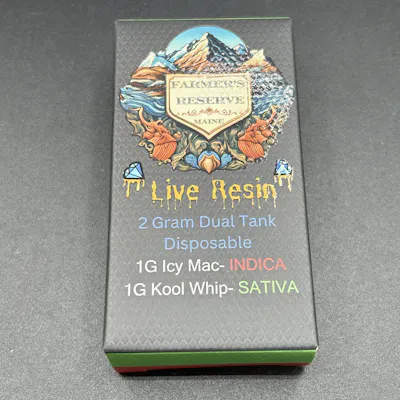 FARMER'S
RESERVE
MAINE
Live Resin
2 Gram Dual Tank
Disposable
1G Icy Mac- INDICA
1G Kool Whip- SATIVA